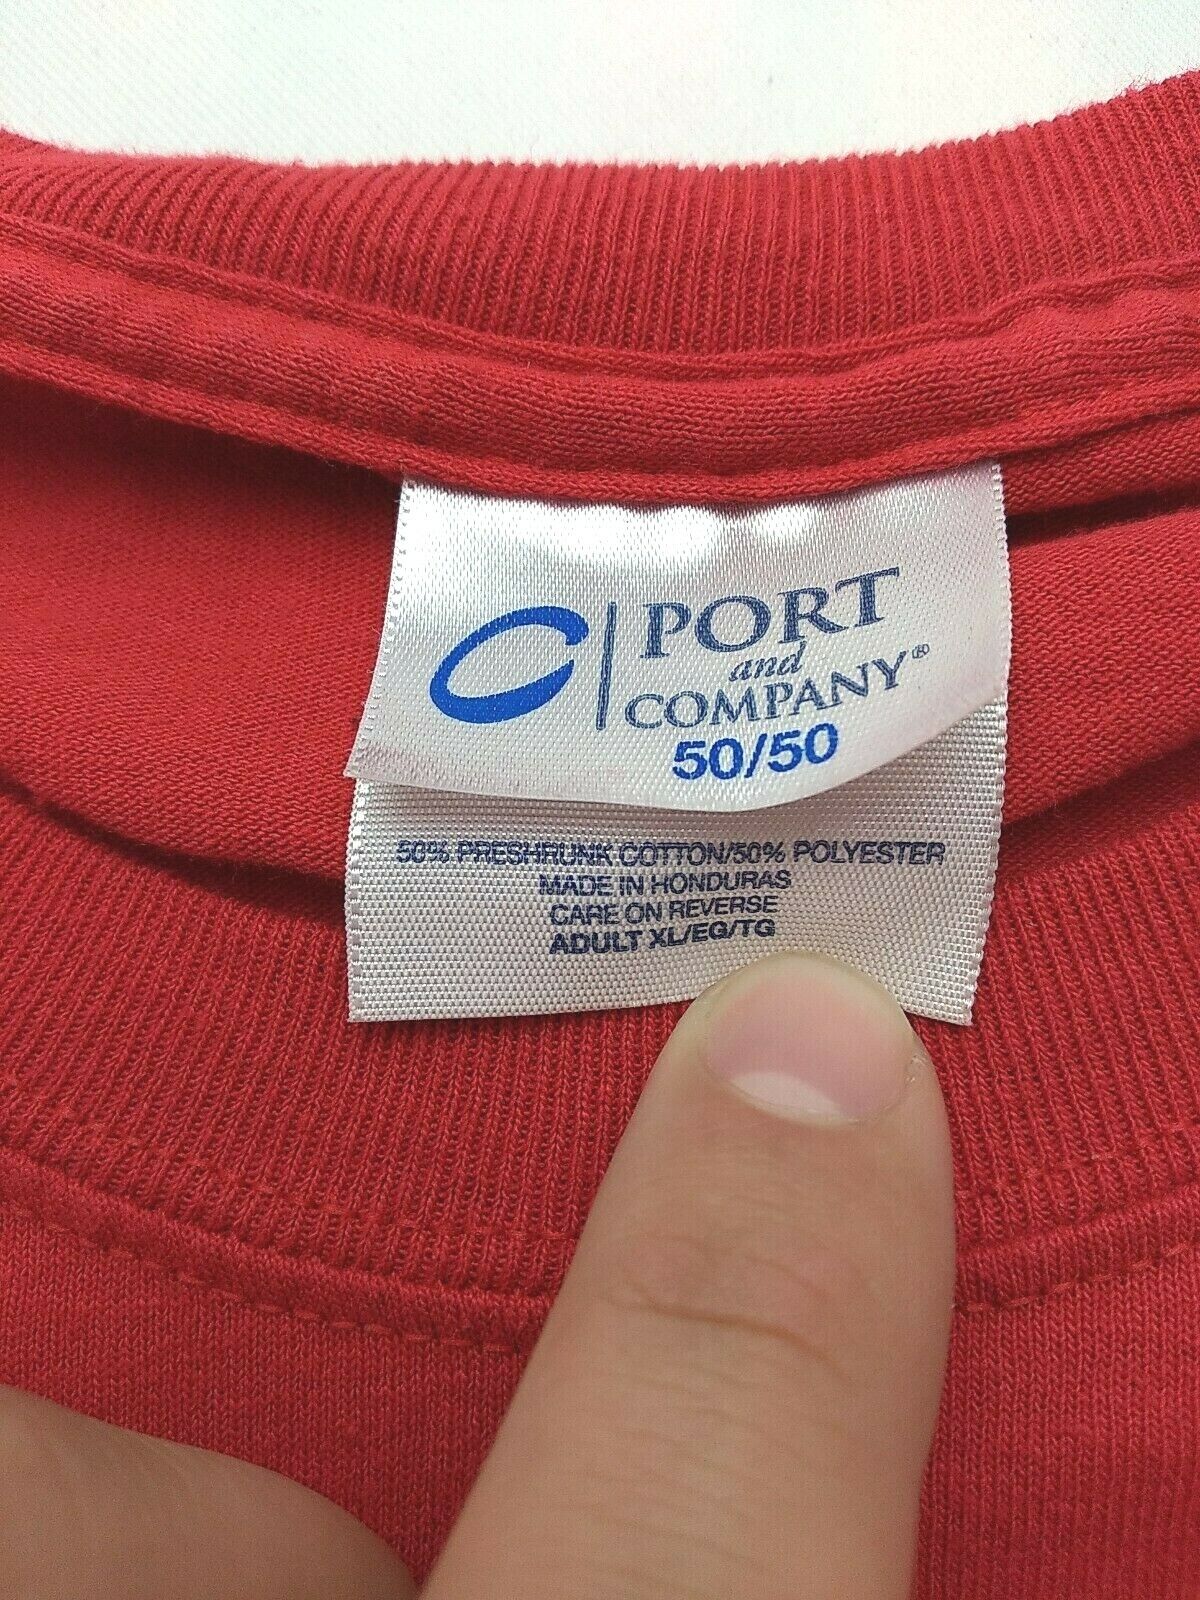 PORT
and
COMPANY®
50/50
50% PRESHRUNK COTTON/50% POLYESTER
MADE IN HONDURAS
CARE ON REVERSE
ADULT XL/EG/TG